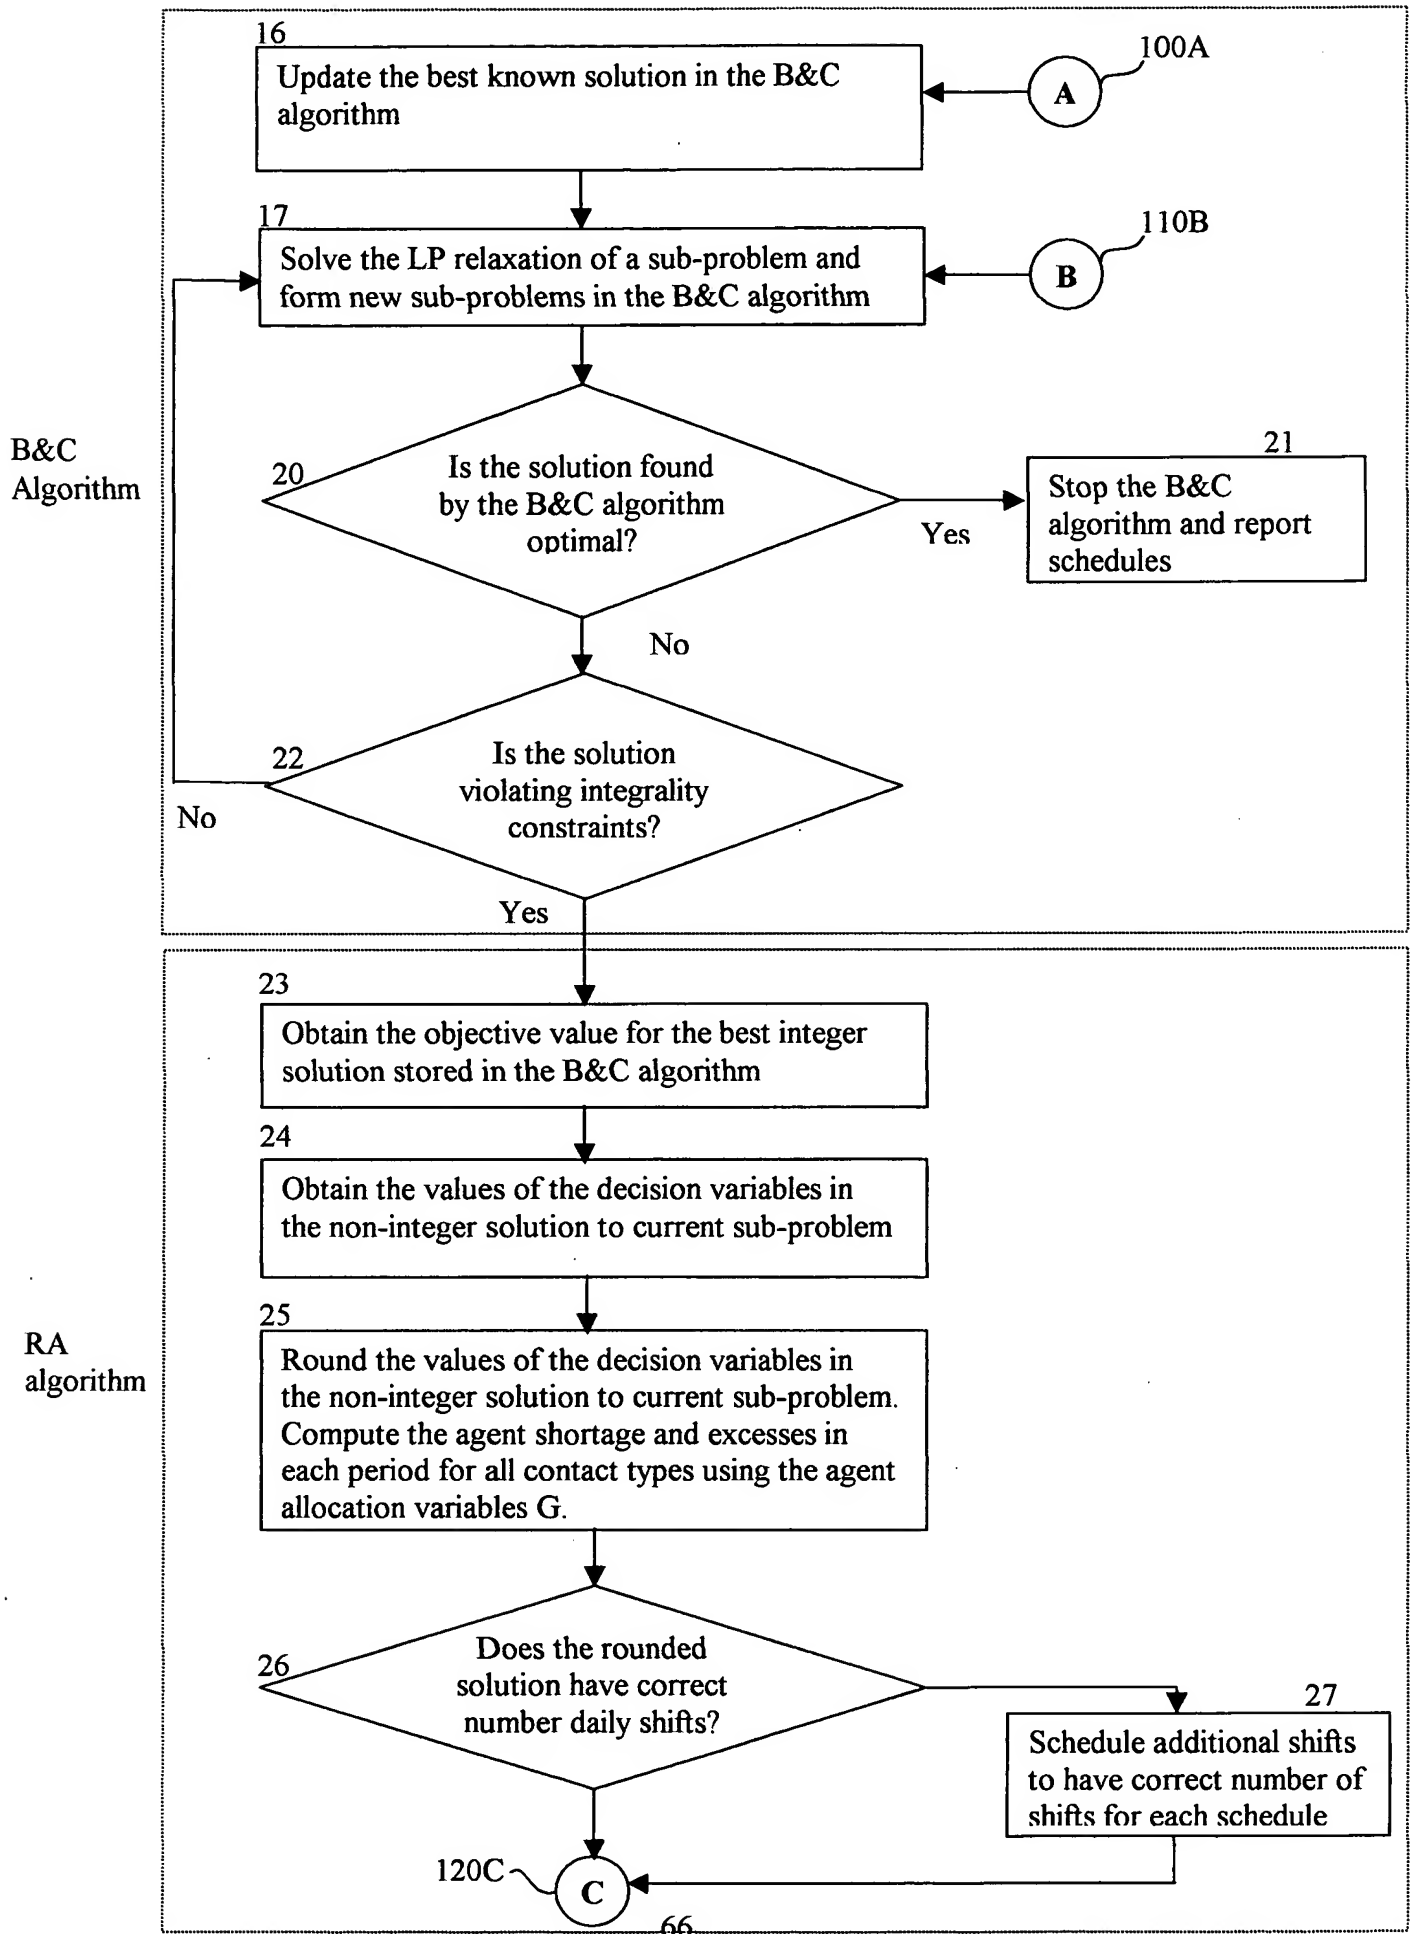 16
Update the best known solution in the B&C
algorithm
A
100A
17
Solve the LP relaxation of a sub-problem and
form new sub-problems in the B&C algorithm
B
110B
B&C
Algorithm
20
Is the solution found
by the B&C algorithm
optimal?
Yes
21
Stop the B&C
algorithm and report
schedules
No
22
Is the solution
violating integrality
constraints?
No
Yes
23
Obtain the objective value for the best integer
solution stored in the B&C algorithm
24
Obtain the values of the decision variables in
the non-integer solution to current sub-problem
RA
algorithm
25
Round the values of the decision variables in
the non-integer solution to current sub-problem.
Compute the agent shortage and excesses in
each period for all contact types using the agent
allocation variables G.
26
Does the rounded
solution have correct
number daily shifts?
27
Schedule additional shifts
to have correct number of
shifts for each schedule
120C
C
66